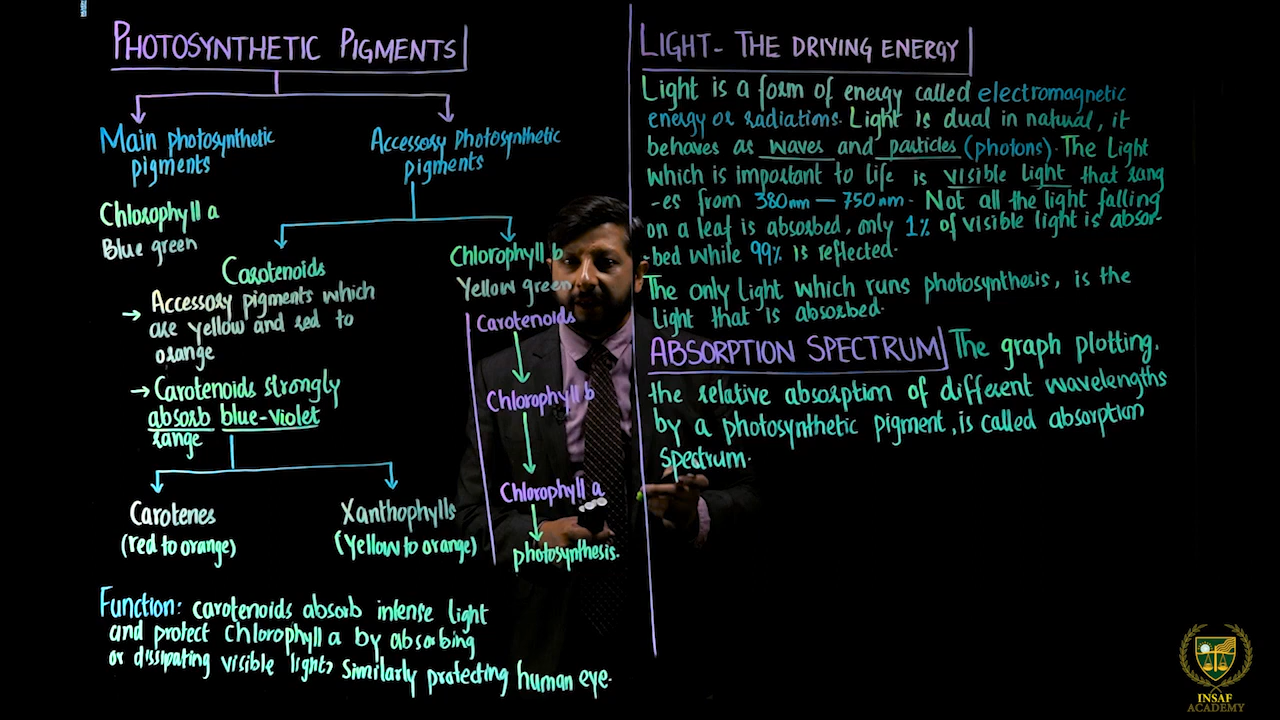 PHOTOSYNTHETIC PIGMENTS
Main photosynthetic
pigments
Accessory Photosynthetic
pigments
Chlorophyll a
Blue green
Carotenoids
→ Accessory pigments which
are yellow and red to
orange
→ Carotenoids strongly
absorb blue-violet
range
Carotenes
(red to orange)
Xanthophylls
(Yellow to orange)
Chlorophyll b
Yellow green
Carotenoids
Chlorophyll b
Chlorophyll a
photosynthesis.
Function: carotenoids absorb intense light
and protect chlorophyll a by absorbing
or dissipating visible light, similarly protecting human eye.
LIGHT - THE DRIVING ENERGY
Light is a form of energy called electromagnetic
energy or radiations. Light is dual in natural, it
behaves as waves and particles (photons). The Light
which is important to life is visible light that rang
-es from 380nm — 750nm. Not all the light falling
on a leaf is absorbed, only 1% of visible light is absor-
-bed while 99% is reflected.
The only light which runs photosynthesis, is the
light that is absorbed.
ABSORPTION SPECTRUM The graph plotting,
the relative absorption of different wavelengths
by a photosynthetic pigment, is called absorption
spectrum.
INSAF
ACADEMY